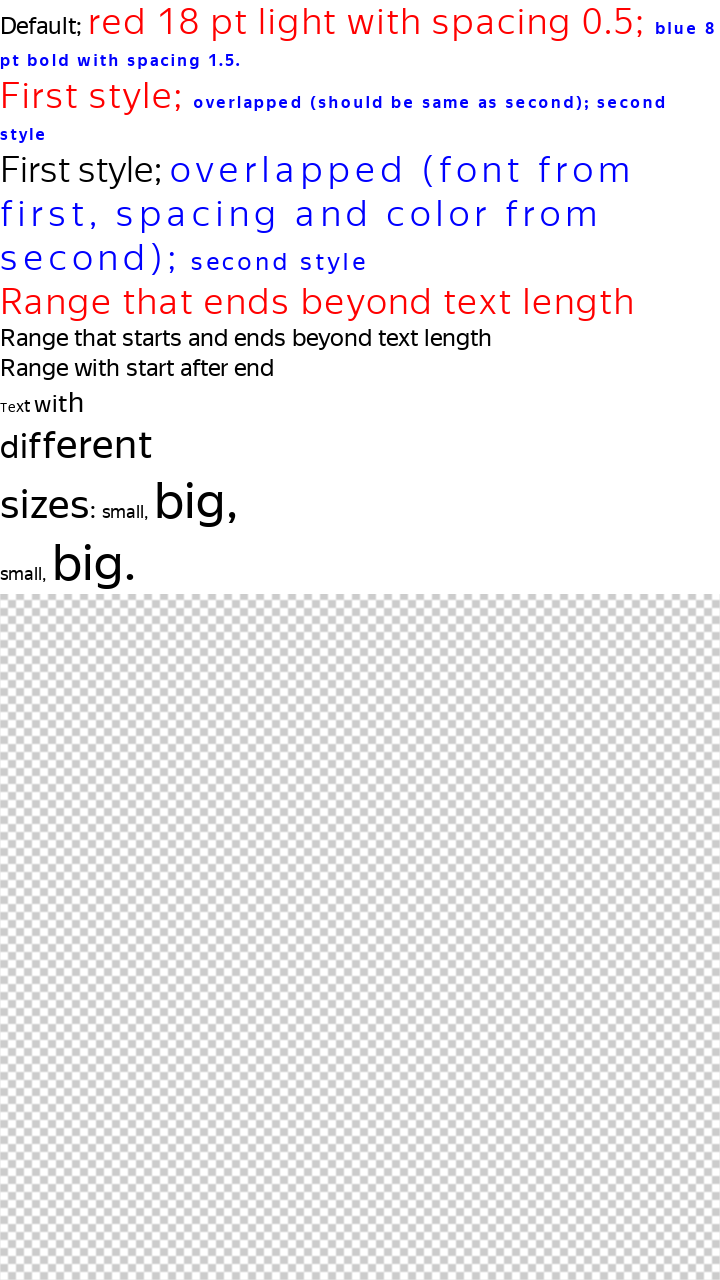 Default; red 18 pt light with spacing 0.5; blue 8
pt bold with spacing 1.5.
First style; overlapped (should be same as second); second
style
First style; overlapped (font from
first, spacing and color from
second); second style
Range that ends beyond text length
Range that starts and ends beyond text length
Range with start after end
Text with
different
sizes: small, big,
small, big.